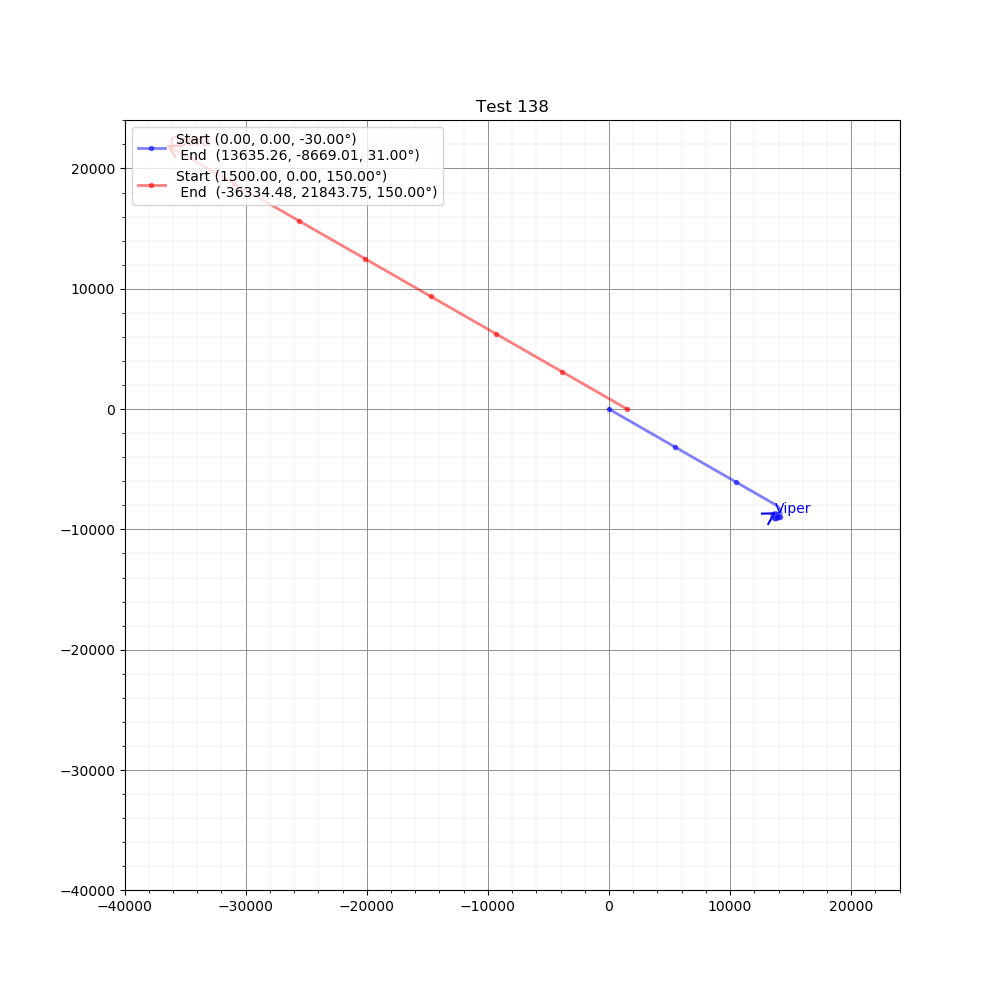 Test 138
Start (0.00, 0.00, -30.00°)
End (13635.26, -8669.01, 31.00°)
Start (1500.00, 0.00, 150.00°)
End (-36334.48, 21843.75, 150.00°)
20000
10000
0
−10000
−20000
−30000
−40000
Viper
−40000 −30000 −20000 −10000 0 10000 20000